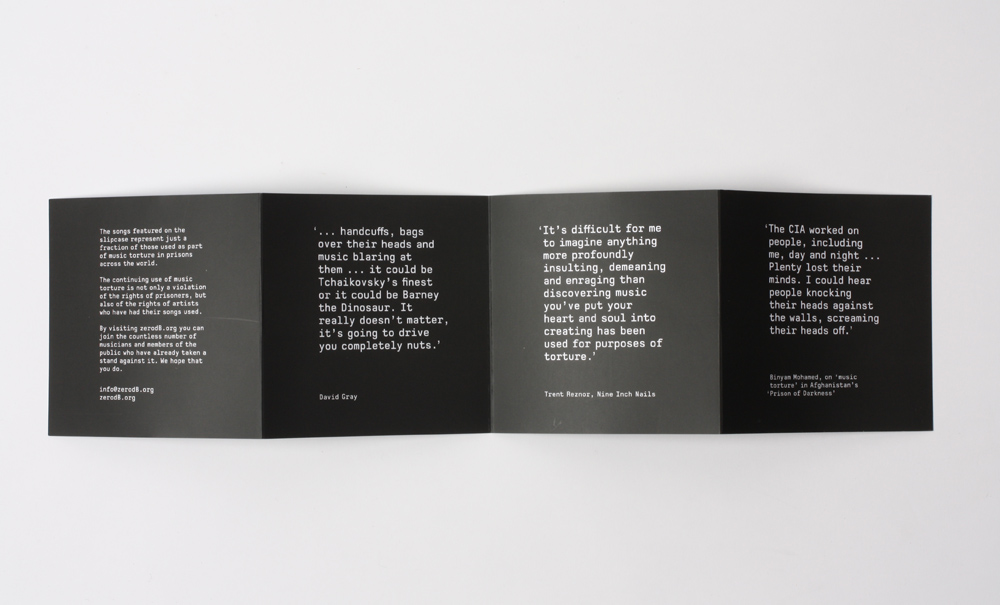 The songs featured on the
slipcase represent just a
fraction of those used as part
of music torture in prisons
across the world.
The continuing use of music
torture is not only a violation
of the rights of prisoners, but
also of the rights of artists
who have had their songs used.
By visiting zerodB.org you can
join the countless number of
musicians and members of the
public who have already taken a
stand against it. We hope that
you do.
info@zerodB.org
zerodB.org
'... handcuffs, bags
over their heads and
music blaring at
them ... it could be
Tchaikovsky's finest
or it could be Barney
the Dinosaur. It
really doesn't matter,
it's going to drive
you completely nuts.'
David Gray
'It's difficult for me
to imagine anything
more profoundly
insulting, demeaning
and enraging than
discovering music
you've put your
heart and soul into
creating has been
used for purposes of
torture.'
Trent Reznor, Nine Inch Nails
'The CIA worked on
people, including
me, day and night ...
Plenty lost their
minds. I could hear
people knocking
their heads against
the walls, screaming
their heads off.'
Binyam Mohamed, on 'music
torture' in Afghanistan's
'Prison of Darkness'